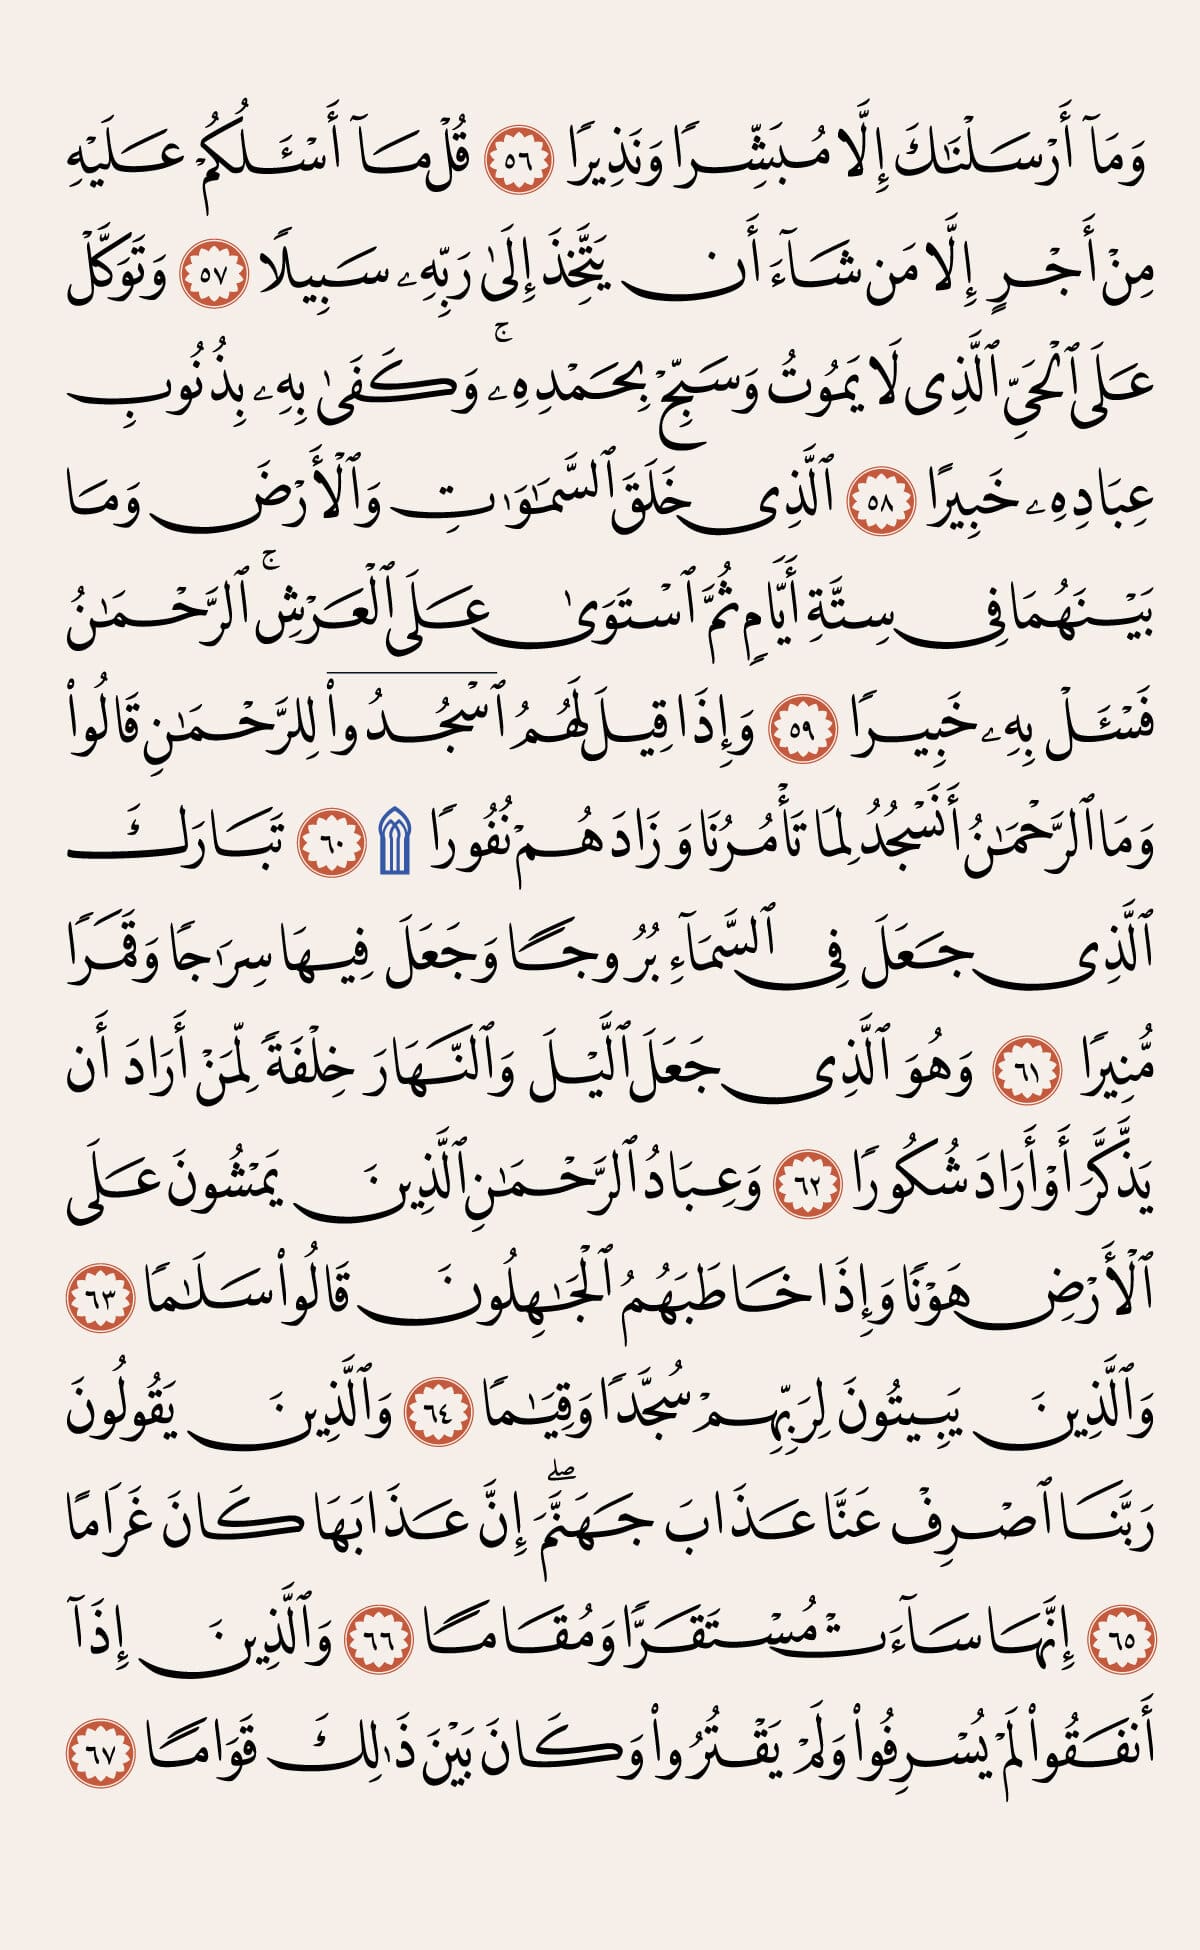 وَمَآ أَرۡسَلۡنَٰكَ إِلَّا مُبَشِّرٗا وَنَذِيرٗا ٥٦ قُلۡ مَآ أَسۡـَٔلُكُمۡ عَلَيۡهِ
مِنۡ أَجۡرٍ إِلَّا مَن شَآءَ أَن يَتَّخِذَ إِلَىٰ رَبِّهِۦ سَبِيلٗا ٥٧ وَتَوَكَّلۡ
عَلَى ٱلۡحَيِّ ٱلَّذِي لَا يَمُوتُ وَسَبِّحۡ بِحَمۡدِهِۦۚ وَكَفَىٰ بِهِۦ بِذُنُوبِ
عِبَادِهِۦ خَبِيرًا ٥٨ ٱلَّذِي خَلَقَ ٱلسَّمَٰوَٰتِ وَٱلۡأَرۡضَ وَمَا
بَيۡنَهُمَا فِي سِتَّةِ أَيَّامٖ ثُمَّ ٱسۡتَوَىٰ عَلَى ٱلۡعَرۡشِۚ ٱلرَّحۡمَٰنُ
فَسۡـَٔلۡ بِهِۦ خَبِيرٗا ٥٩ وَإِذَا قِيلَ لَهُمُ ٱسۡجُدُواْ لِلرَّحۡمَٰنِ قَالُواْ
وَمَا ٱلرَّحۡمَٰنُ أَنَسۡجُدُ لِمَا تَأۡمُرُنَا وَزَادَهُمۡ نُفُورٗا ۩ ٦٠ تَبَارَكَ
ٱلَّذِي جَعَلَ فِي ٱلسَّمَآءِ بُرُوجٗا وَجَعَلَ فِيهَا سِرَٰجٗا وَقَمَرٗا
مُّنِيرٗا ٦١ وَهُوَ ٱلَّذِي جَعَلَ ٱلَّيۡلَ وَٱلنَّهَارَ خِلۡفَةٗ لِّمَنۡ أَرَادَ أَن
يَذَّكَّرَ أَوۡ أَرَادَ شُكُورٗا ٦٢ وَعِبَادُ ٱلرَّحۡمَٰنِ ٱلَّذِينَ يَمۡشُونَ عَلَى
ٱلۡأَرۡضِ هَوۡنٗا وَإِذَا خَاطَبَهُمُ ٱلۡجَٰهِلُونَ قَالُواْ سَلَٰمٗا ٦٣
وَٱلَّذِينَ يَبِيتُونَ لِرَبِّهِمۡ سُجَّدٗا وَقِيَٰمٗا ٦٤ وَٱلَّذِينَ يَقُولُونَ
رَبَّنَا ٱصۡرِفۡ عَنَّا عَذَابَ جَهَنَّمَۖ إِنَّ عَذَابَهَا كَانَ غَرَامًا
٦٥ إِنَّهَا سَآءَتۡ مُسۡتَقَرّٗا وَمُقَامٗا ٦٦ وَٱلَّذِينَ إِذَآ
أَنفَقُواْ لَمۡ يُسۡرِفُواْ وَلَمۡ يَقۡتُرُواْ وَكَانَ بَيۡنَ ذَٰلِكَ قَوَامٗا ٦٧